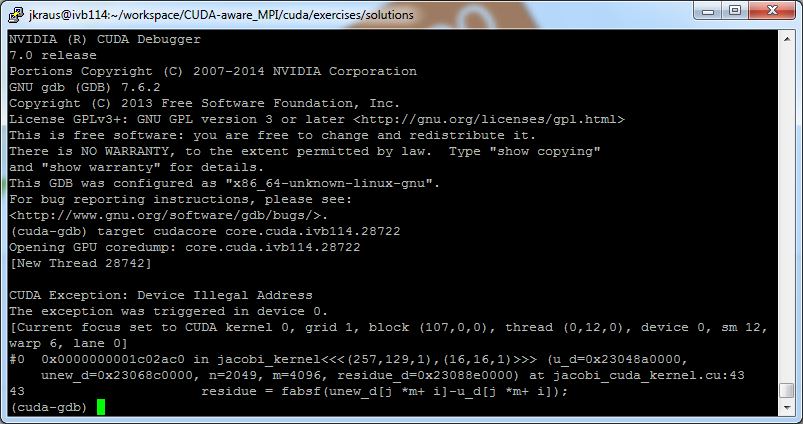 jkraus@ivb114:~/workspace/CUDA-aware_MPI/cuda/exercises/solutions
NVIDIA (R) CUDA Debugger
7.0 release
Portions Copyright (C) 2007-2014 NVIDIA Corporation
GNU gdb (GDB) 7.6.2
Copyright (C) 2013 Free Software Foundation, Inc.
License GPLv3+: GNU GPL version 3 or later <http://gnu.org/licenses/gpl.html>
This is free software: you are free to change and redistribute it.
There is NO WARRANTY, to the extent permitted by law.  Type "show copying"
and "show warranty" for details.
This GDB was configured as "x86_64-unknown-linux-gnu".
For bug reporting instructions, please see:
<http://www.gnu.org/software/gdb/bugs/>.
(cuda-gdb) target cudacore core.cuda.ivb114.28722
Opening GPU coredump: core.cuda.ivb114.28722
[New Thread 28742]
CUDA Exception: Device Illegal Address
The exception was triggered in device 0.
[Current focus set to CUDA kernel 0, grid 1, block (107,0,0), thread (0,12,0), device 0, sm 12,
warp 6, lane 0]
#0  0x0000000001c02ac0 in jacobi_kernel<<<(257,129,1),(16,16,1)>>> (u_d=0x23048a0000,
    unew_d=0x23068c0000, n=2049, m=4096, residue_d=0x23088e0000) at jacobi_cuda_kernel.cu:43
43                      residue = fabsf(unew_d[j *m+ i]-u_d[j *m+ i]);
(cuda-gdb)